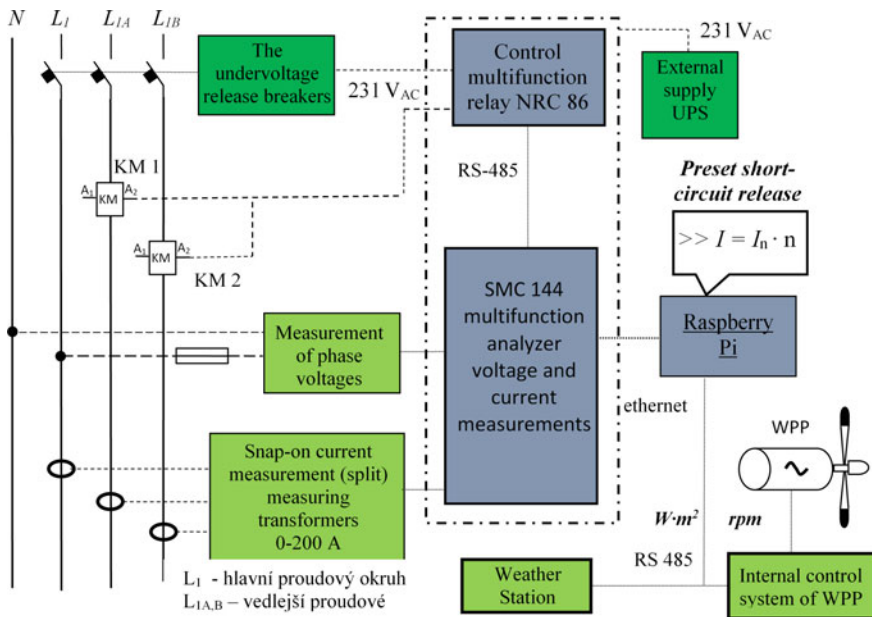 N L1 L1A L1B
The
undervoltage
release breakers
231 VAC
Control
multifunction
relay NRC 86
231 VAC
External
supply
UPS
KM 1
A1 KM A2
RS-485
Preset short-
circuit release
>> I = In · n
A1 KM A2
KM 2
SMC 144
multifunction
analyzer
voltage and
current
measurements
Raspberry
Pi
Measurement
of phase
voltages
ethernet
WPP
Snap-on current
measurement (split)
measuring
transformers
0-200 A
W·m² rpm
RS 485
L1 - hlavní proudový okruh
L1A,B – vedlejší proudové
Weather
Station
Internal control
system of WPP